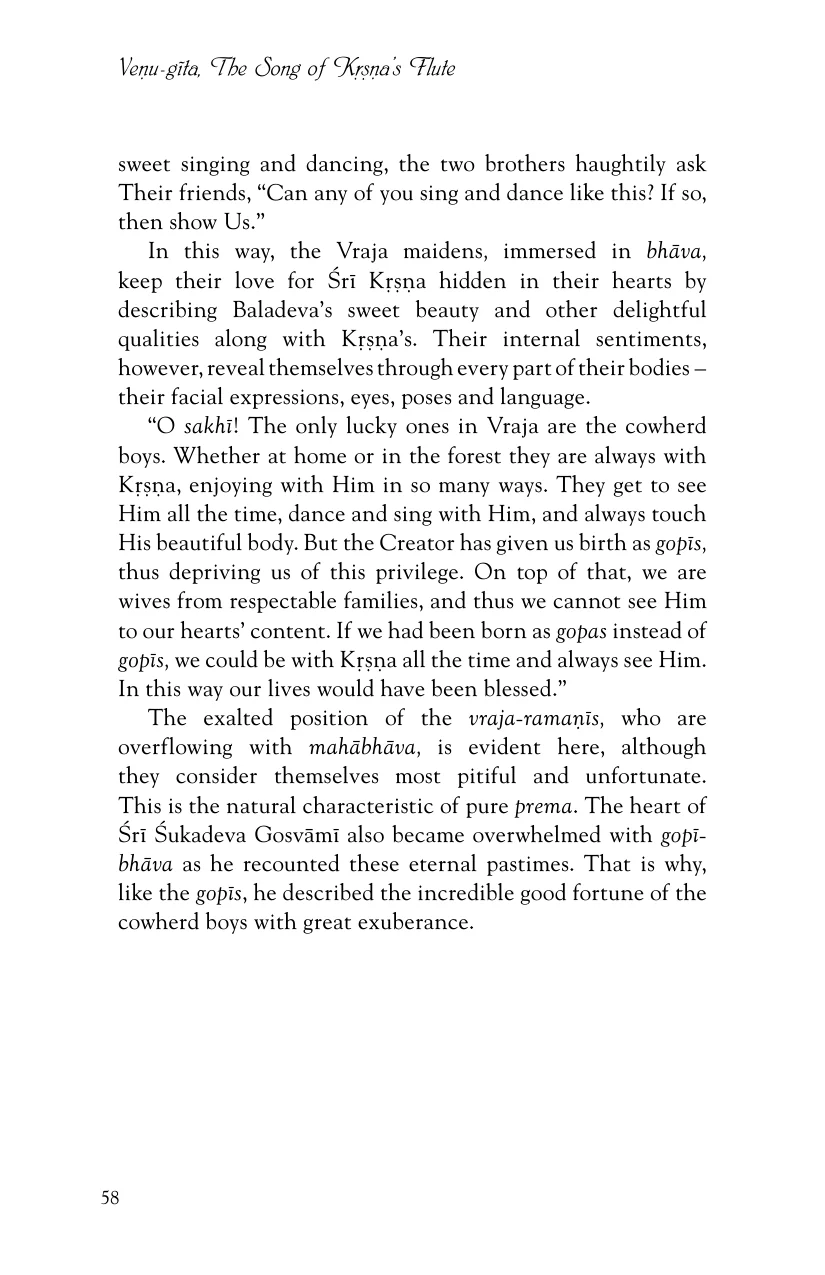 Veṇu-gīta, The Song of Kṛṣṇa’s Flute
sweet singing and dancing, the two brothers haughtily ask
Their friends, “Can any of you sing and dance like this? If so,
then show Us.”
In this way, the Vraja maidens, immersed in bhāva,
keep their love for Śrī Kṛṣṇa hidden in their hearts by
describing Baladeva’s sweet beauty and other delightful
qualities along with Kṛṣṇa’s. Their internal sentiments,
however, reveal themselves through every part of their bodies –
their facial expressions, eyes, poses and language.
“O sakhī! The only lucky ones in Vraja are the cowherd
boys. Whether at home or in the forest they are always with
Kṛṣṇa, enjoying with Him in so many ways. They get to see
Him all the time, dance and sing with Him, and always touch
His beautiful body. But the Creator has given us birth as gopīs,
thus depriving us of this privilege. On top of that, we are
wives from respectable families, and thus we cannot see Him
to our hearts’ content. If we had been born as gopas instead of
gopīs, we could be with Kṛṣṇa all the time and always see Him.
In this way our lives would have been blessed.”
The exalted position of the vraja-ramaṇīs, who are
overflowing with mahābhāva, is evident here, although
they consider themselves most pitiful and unfortunate.
This is the natural characteristic of pure prema. The heart of
Śrī Śukadeva Gosvāmī also became overwhelmed with gopī-
bhāva as he recounted these eternal pastimes. That is why,
like the gopīs, he described the incredible good fortune of the
cowherd boys with great exuberance.
58